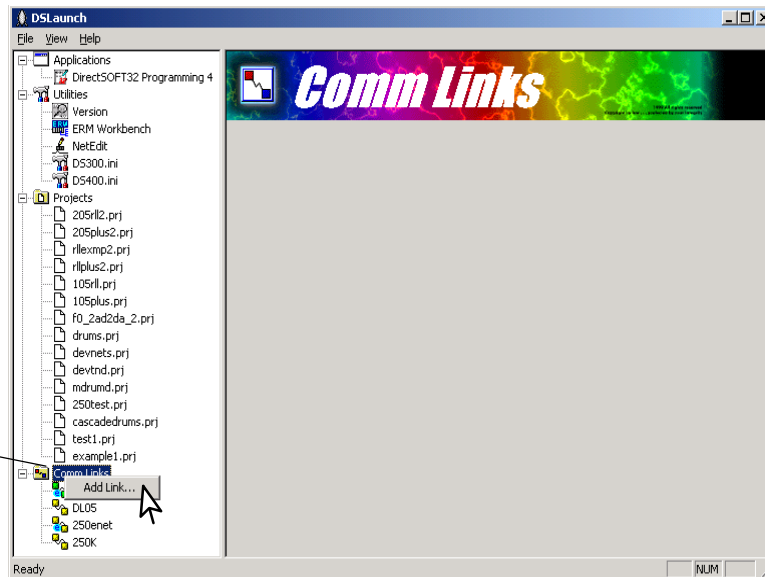 DSLaunch
File View Help
Applications
DirectSOFT32 Programming 4
Utilities
Version
ERM Workbench
NetEdit
DS300.ini
DS400.ini
Projects
205rll2.prj
205plus2.prj
rllexmp2.prj
rllplus2.prj
105rll.prj
105plus.prj
f0_2ad2da_2.prj
drums.prj
devnets.prj
devtnd.prj
mdrumd.prj
250test.prj
cascadedrums.prj
test1.prj
example1.prj
Comm Links
Add Link...
DL05
250enet
250K
Comm Links
Ready
NUM